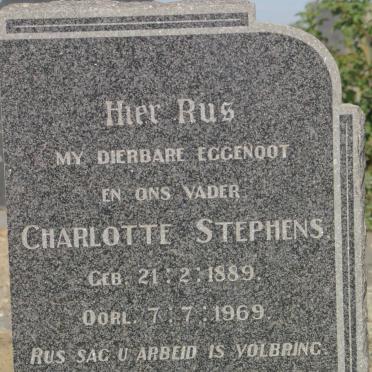 Hier Rus
MY DIERBARE EGGENOOT
EN ONS VADER
CHARLOTTE STEPHENS.
GEB. 21:2:1889.
OORL. 7:7:1969.
RUS SAG U ARBEID IS VOLBRING.